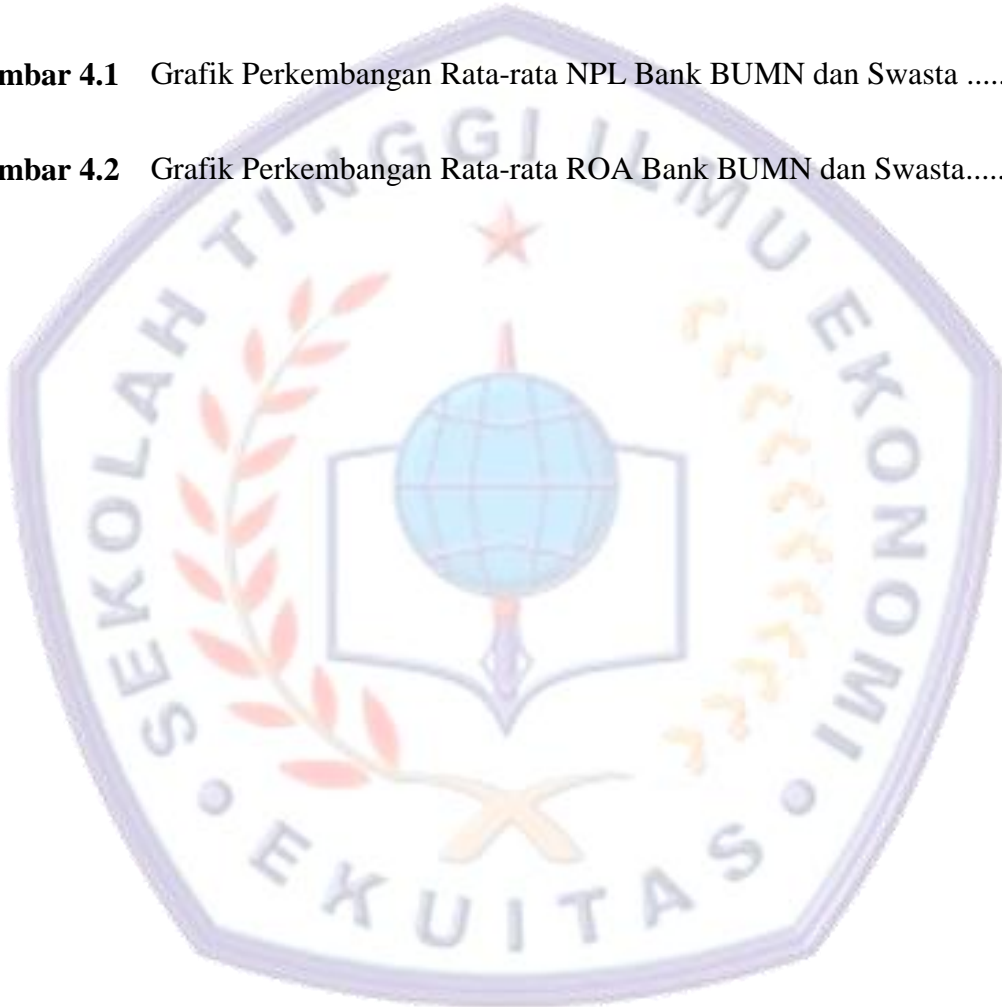 mbar 4.1 Grafik Perkembangan Rata-rata NPL Bank BUMN dan Swasta .....
mbar 4.2 Grafik Perkembangan Rata-rata ROA Bank BUMN dan Swasta.....
SEKOLAH TINGGI ILMU EKONOMI
EKUITAS